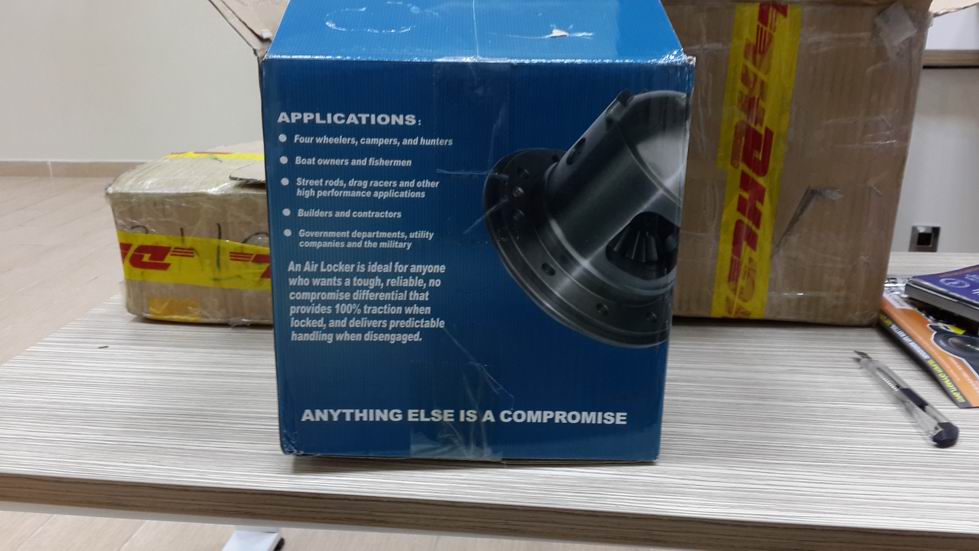 APPLICATIONS:
Four wheelers, campers, and hunters
Boat owners and fishermen
Street rods, drag racers and other
high performance applications
Builders and contractors
Government departments, utility
companies and the military
An Air Locker is ideal for anyone
who wants a tough, reliable, no
compromise differential that
provides 100% traction when
locked, and delivers predictable
handling when disengaged.
ANYTHING ELSE IS A COMPROMISE
DHL